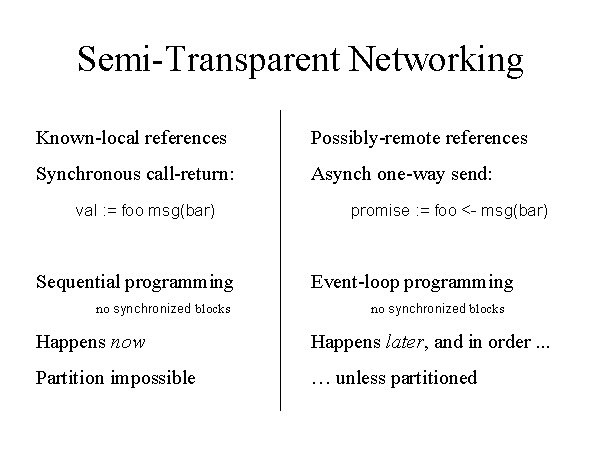 Semi-Transparent Networking
Known-local references
Synchronous call-return:
val := foo msg(bar)
Sequential programming
no synchronized blocks
Happens now
Partition impossible
Possibly-remote references
Asynch one-way send:
promise := foo <- msg(bar)
Event-loop programming
no synchronized blocks
Happens later, and in order ...
… unless partitioned